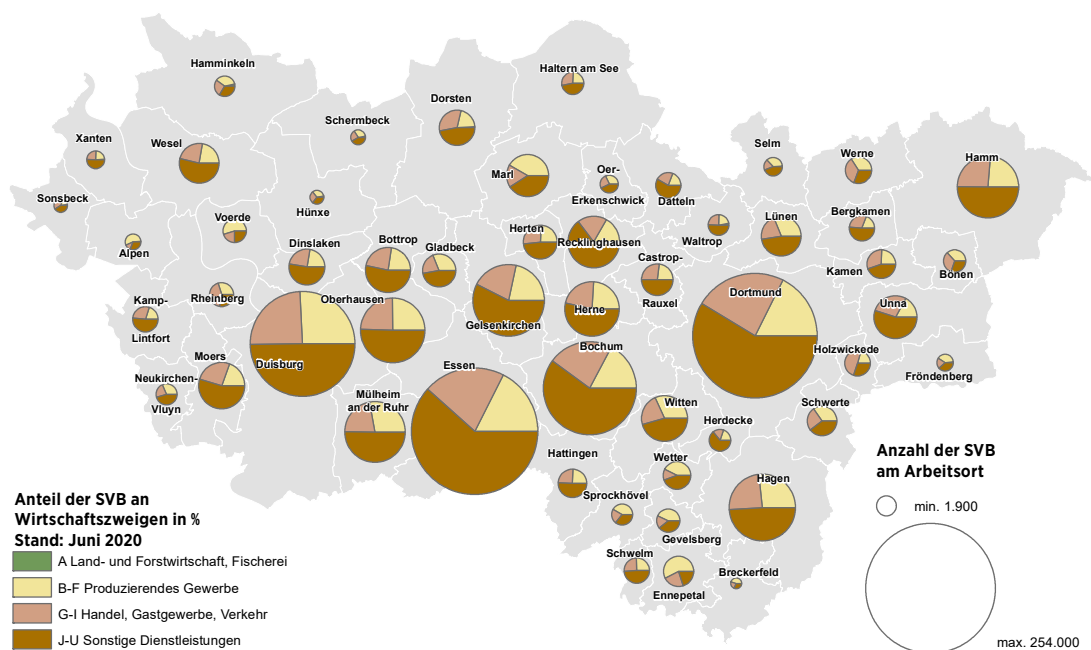 Hamminkeln
Haltern am See
Dorsten
Schermbeck
Selm
Xanten
Wesel
Werne
Hamm
Marl
Oer-
Erkenschwick
Datteln
Sonsbeck
Hünxe
Voerde
Bergkamen
Lünen
Waltrop
Herten
Recklinghausen
Alpen
Dinslaken
Bottrop
Gladbeck
Castrop-
Rauxel
Kamen
Bönen
Kamp-
Lintfort
Rheinberg
Oberhausen
Dortmund
Unna
Herne
Gelsenkirchen
Holzwickede
Bochum
Moers
Duisburg
Essen
Fröndenberg
Neukirchen-
Vluyn
Mülheim
an der Ruhr
Witten
Herdecke
Schwerte
Hattingen
Wetter
Sprockhövel
Hagen
Gevelsberg
Schwelm
Ennepetal
Breckerfeld
Anzahl der SVB
am Arbeitsort
min. 1.900
max. 254.000
Anteil der SVB an
Wirtschaftszweigen in %
Stand: Juni 2020
A Land- und Forstwirtschaft, Fischerei
B-F Produzierendes Gewerbe
G-I Handel, Gastgewerbe, Verkehr
J-U Sonstige Dienstleistungen